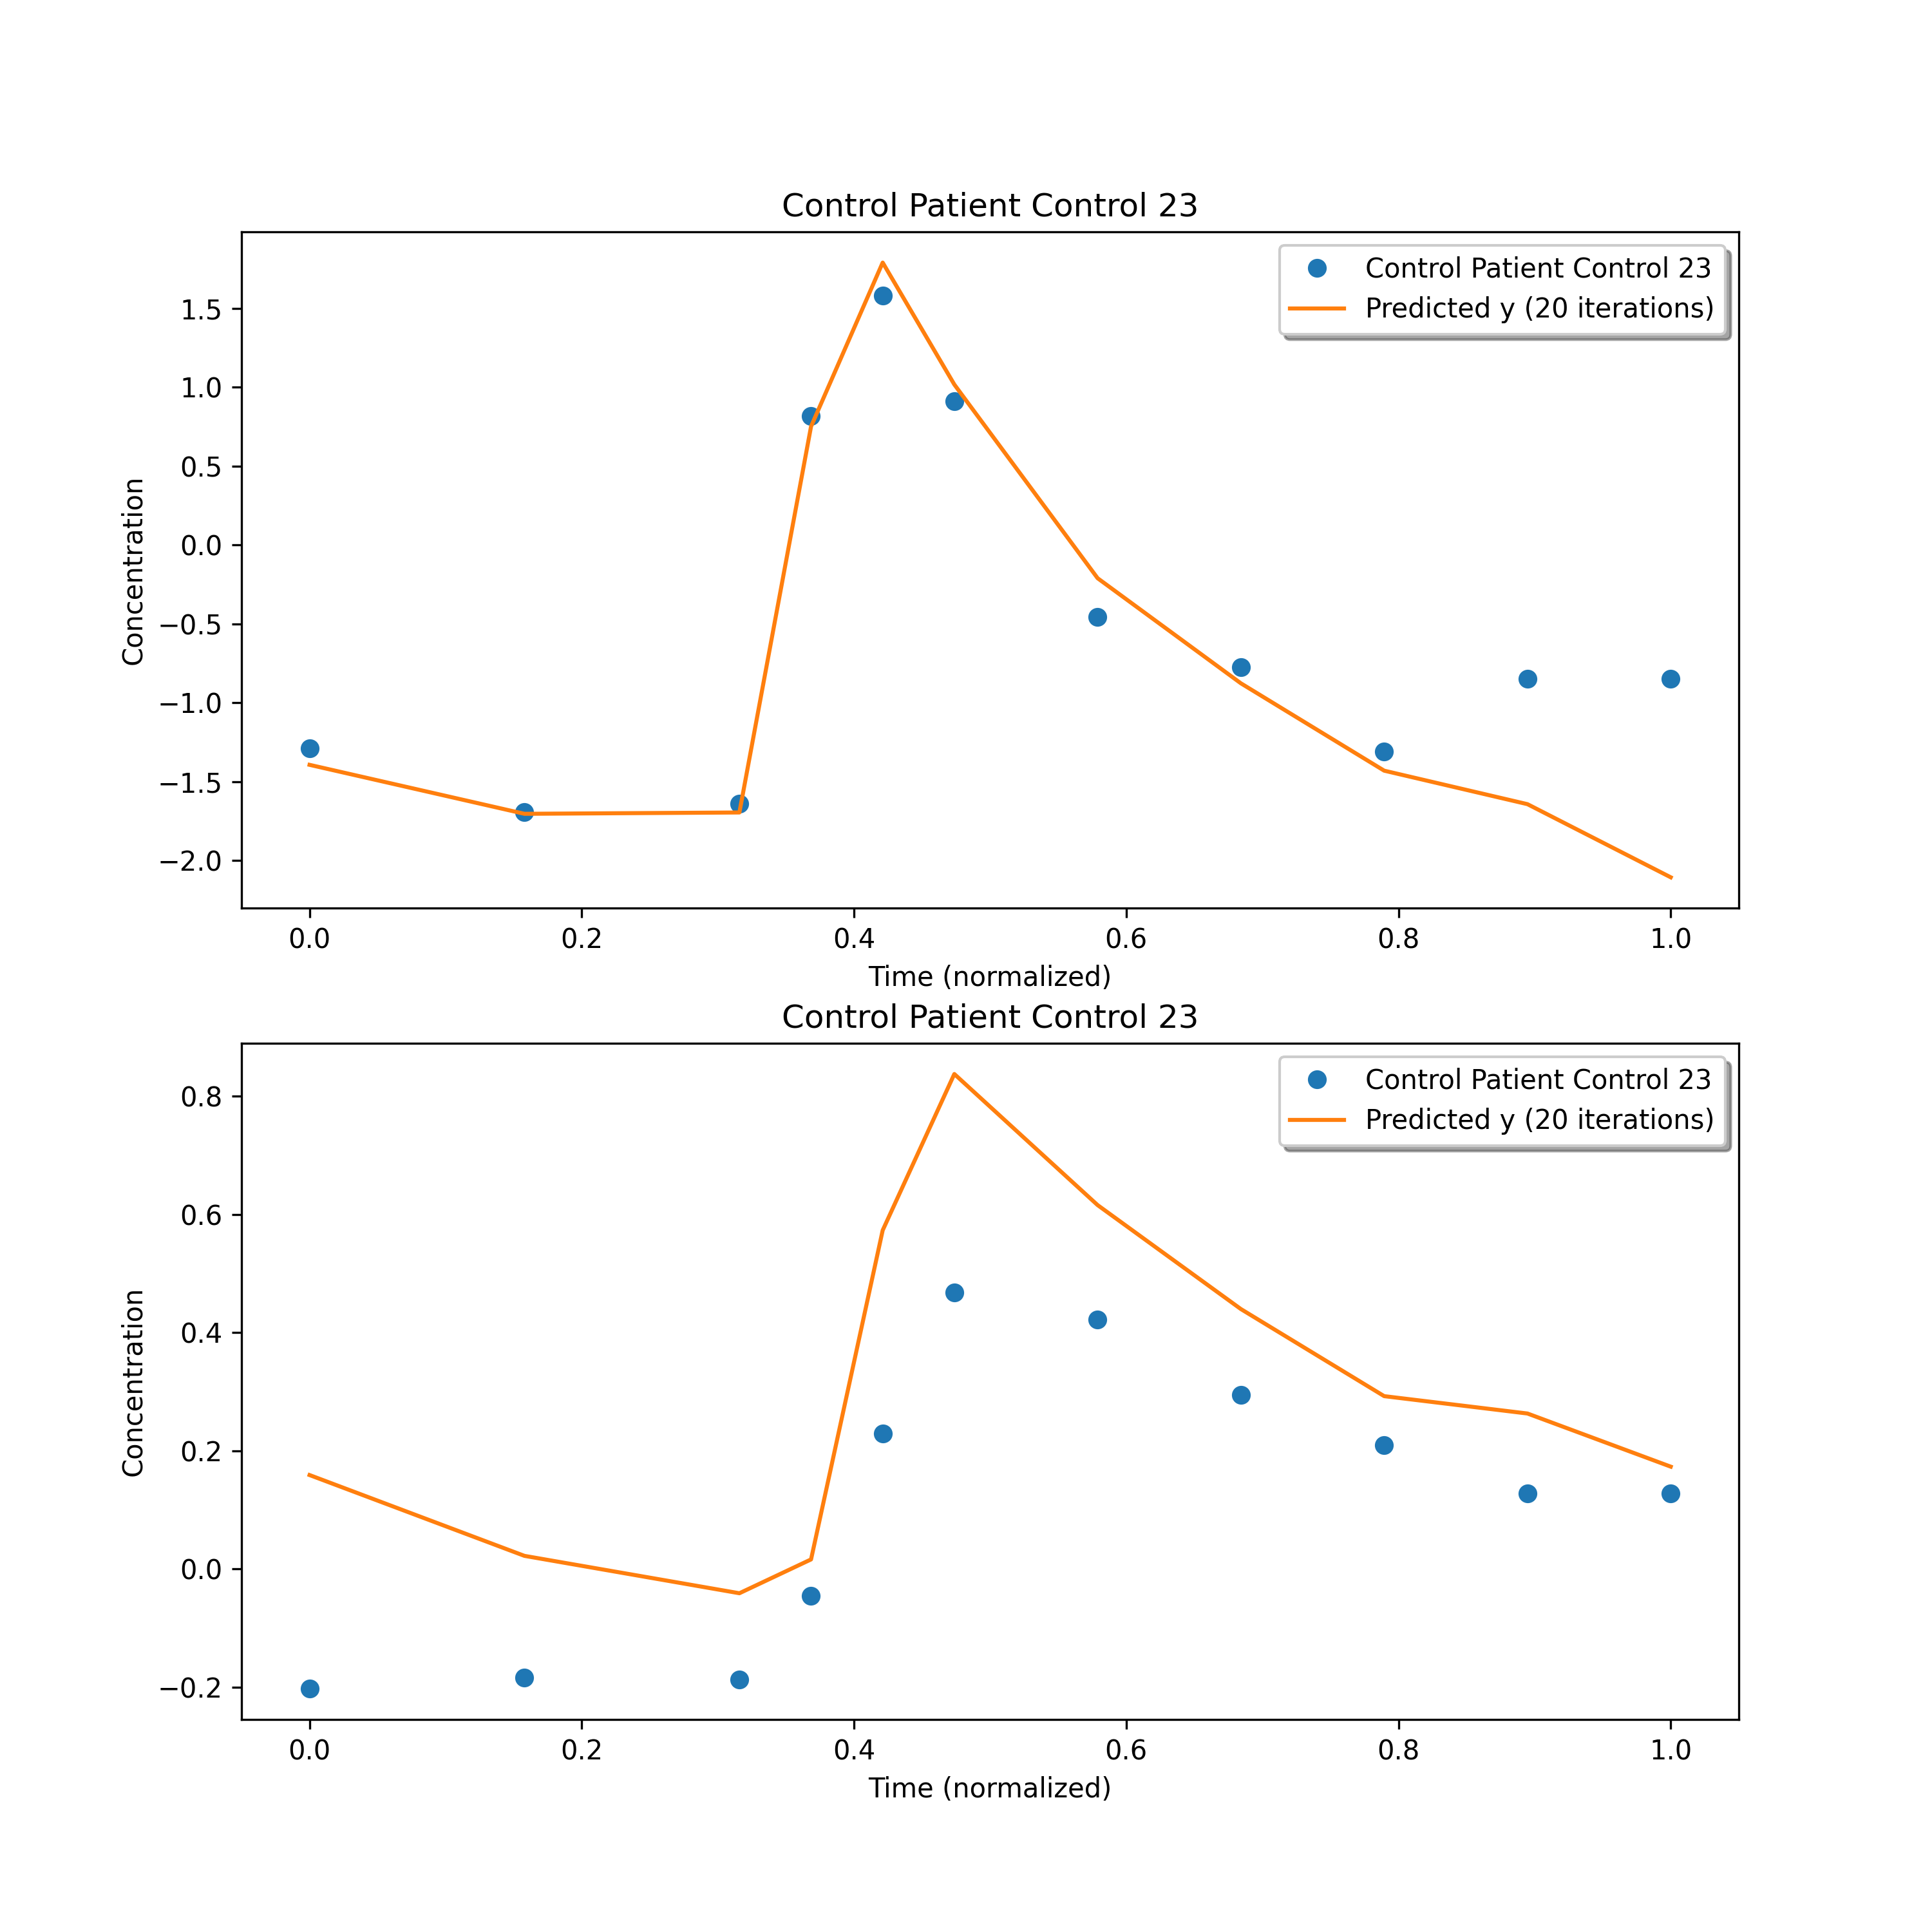 Control Patient Control 23
Control Patient Control 23
Predicted y (20 iterations)
1.5
1.0
0.5
0.0
−0.5
−1.0
−1.5
−2.0
Concentration
0.0 0.2 0.4 0.6 0.8 1.0
Time (normalized)
Control Patient Control 23
Control Patient Control 23
Predicted y (20 iterations)
0.8
0.6
0.4
0.2
0.0
−0.2
Concentration
0.0 0.2 0.4 0.6 0.8 1.0
Time (normalized)